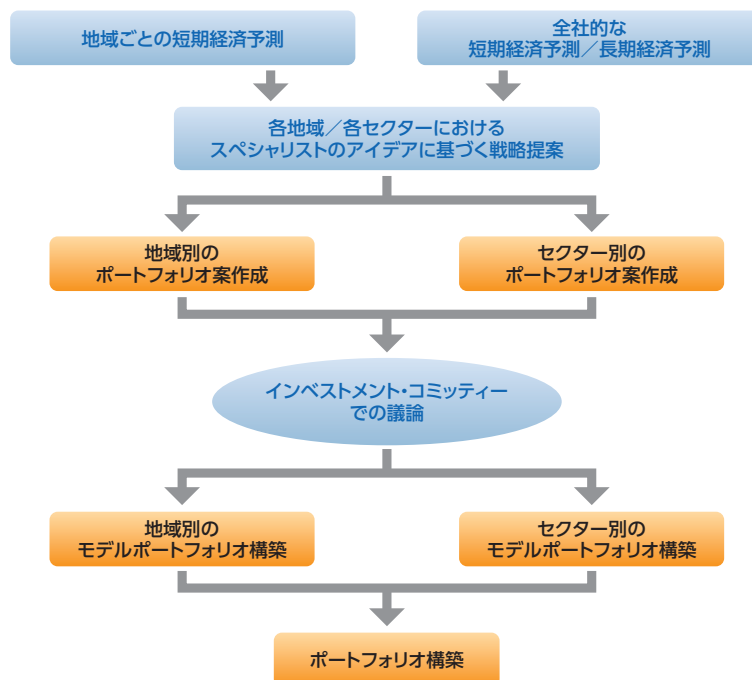 地域ごとの短期経済予測
全社的な
短期経済予測／長期経済予測
各地域／各セクターにおける
スペシャリストのアイデアに基づく戦略提案
地域別の
ポートフォリオ案作成
セクター別の
ポートフォリオ案作成
インベストメント・コミッティー
での議論
地域別の
モデルポートフォリオ構築
セクター別の
モデルポートフォリオ構築
ポートフォリオ構築